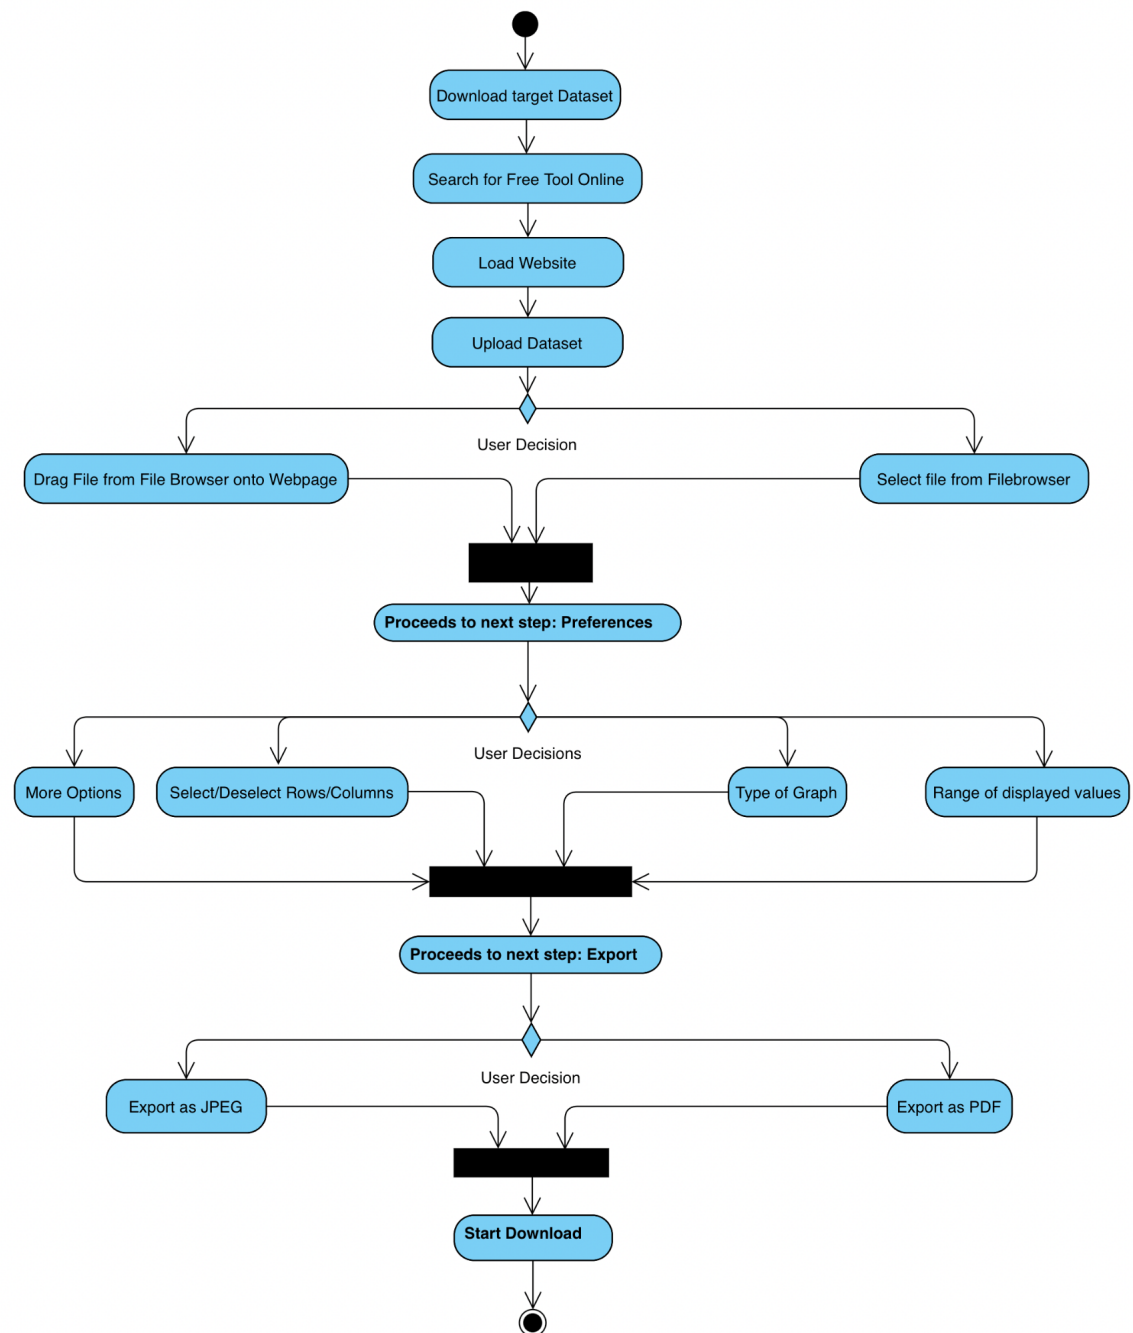 Download target Dataset
Search for Free Tool Online
Load Website
Upload Dataset
User Decision
Drag File from File Browser onto Webpage
Select file from Filebrowser
Proceeds to next step: Preferences
User Decisions
More Options
Select/Deselect Rows/Columns
Type of Graph
Range of displayed values
Proceeds to next step: Export
User Decision
Export as JPEG
Export as PDF
Start Download